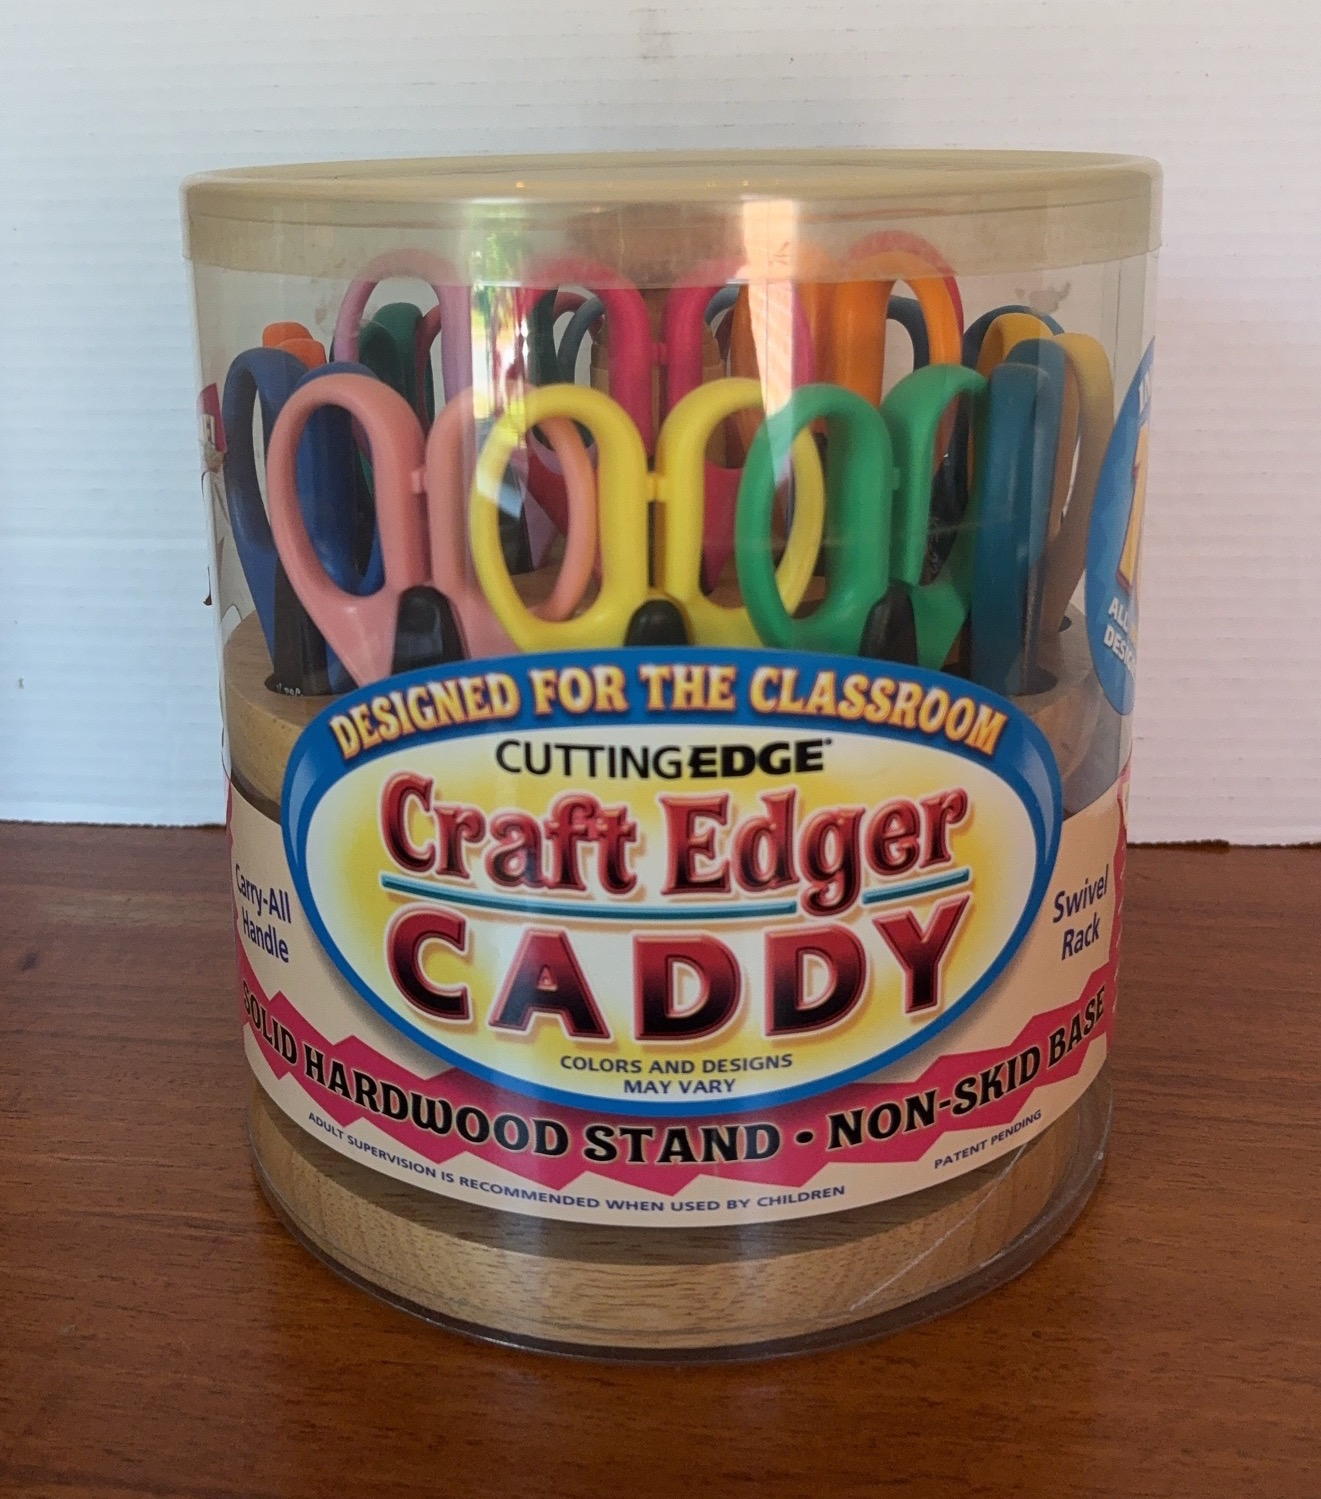 DESIGNED FOR THE CLASSROOM
CUTTINGEDGE
Craft Edger
CADDY
COLORS AND DESIGNS
MAY VARY
Carry-All
Handle
Swivel
Rack
SOLID HARDWOOD STAND • NON-SKID BASE
ADULT SUPERVISION IS RECOMMENDED WHEN USED BY CHILDREN
PATENT PENDING
ALL